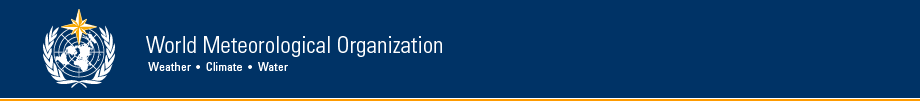 World Meteorological Organization
Weather • Climate • Water